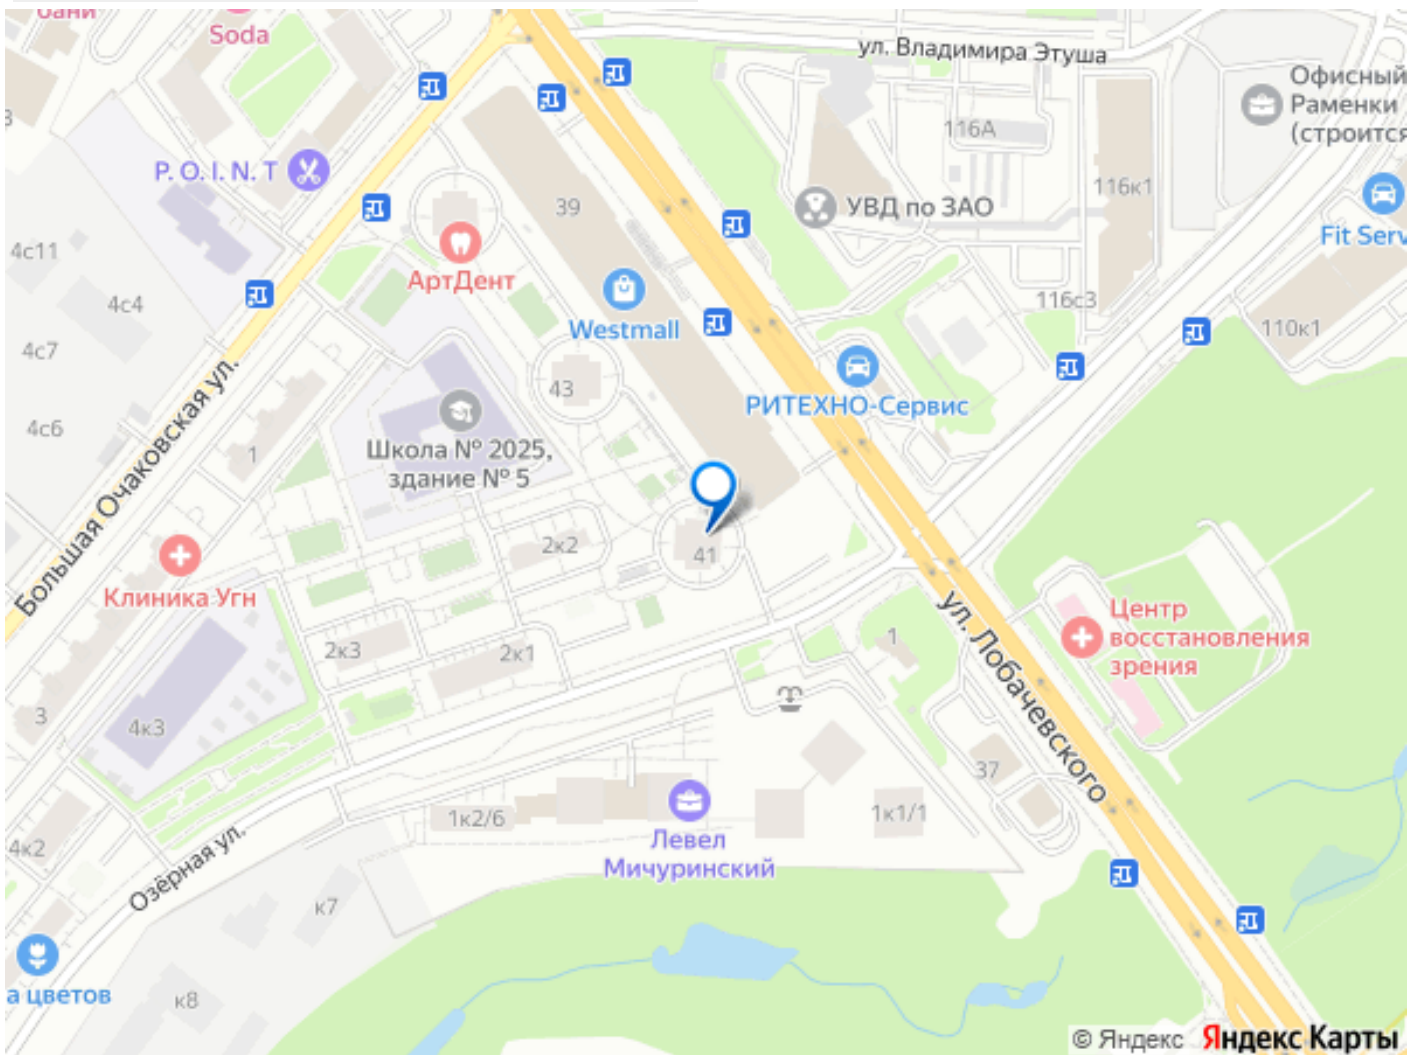 бани
Soda
ул. Владимира Этуша
Офисный
Раменки
(строится
116А
3
P. O. I. N. T
116к1
39
УВД по ЗАО
Fit Serv
4с11
АртДент
4с4
116с3
Westmall
110к1
4с7
43
РИТЕХНО-Сервис
4с6
Школа № 2025,
здание № 5
1
Большая Очаковская ул.
2к2
41
Клиника Угн
ул. Лобачевского
Центр
восстановления
зрения
1
2к3
2к1
3
4к3
37
1к2/6
1к1/1
Левел
Мичуринский
4к2
Озёрная ул.
к7
а цветов
к8
© Яндекс Яндекс Карты